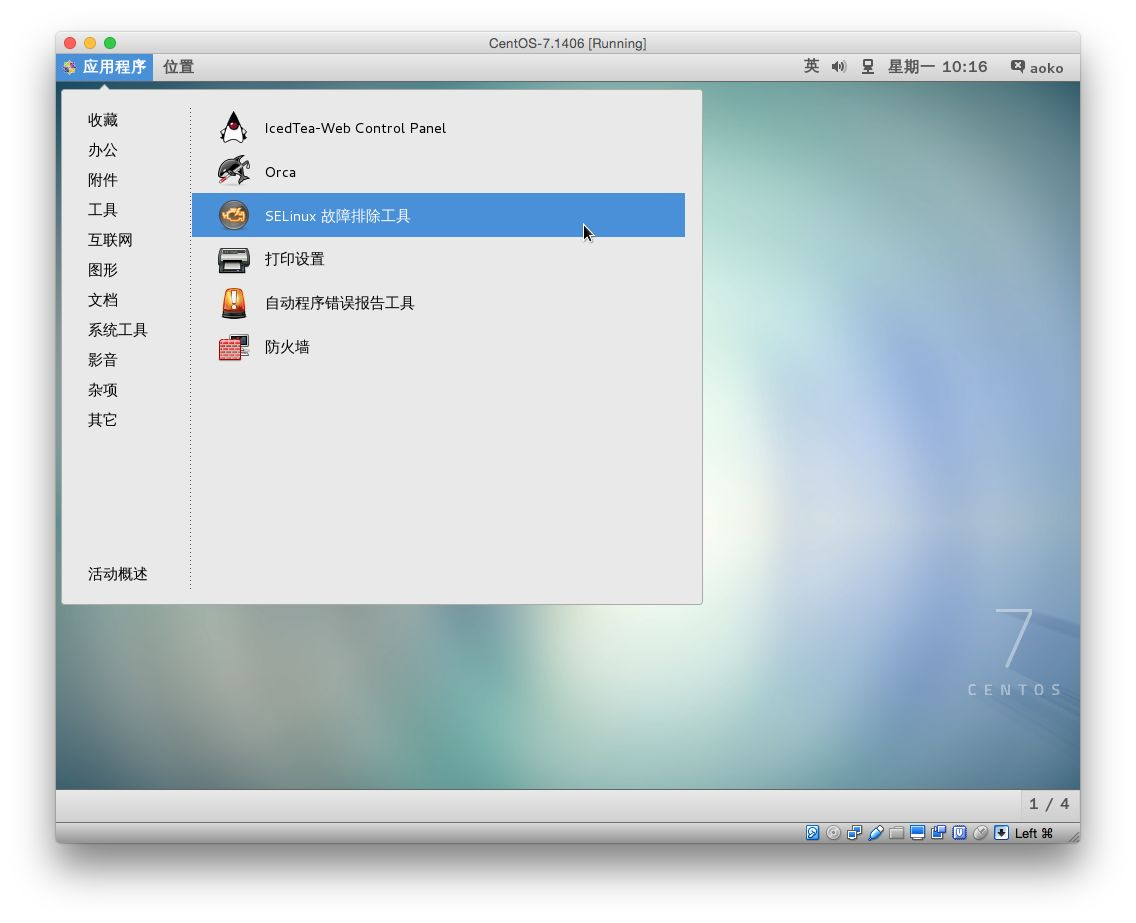 CentOS-7.1406 [Running]
应用程序 位置 英 星期一 10:16 aoko
收藏
办公
附件
工具
互联网
图形
文档
系统工具
影音
杂项
其它
活动概述
IcedTea-Web Control Panel
Orca
SELinux 故障排除工具
打印设置
自动程序错误报告工具
防火墙
7
CENTOS
1 / 4
Left ⌘